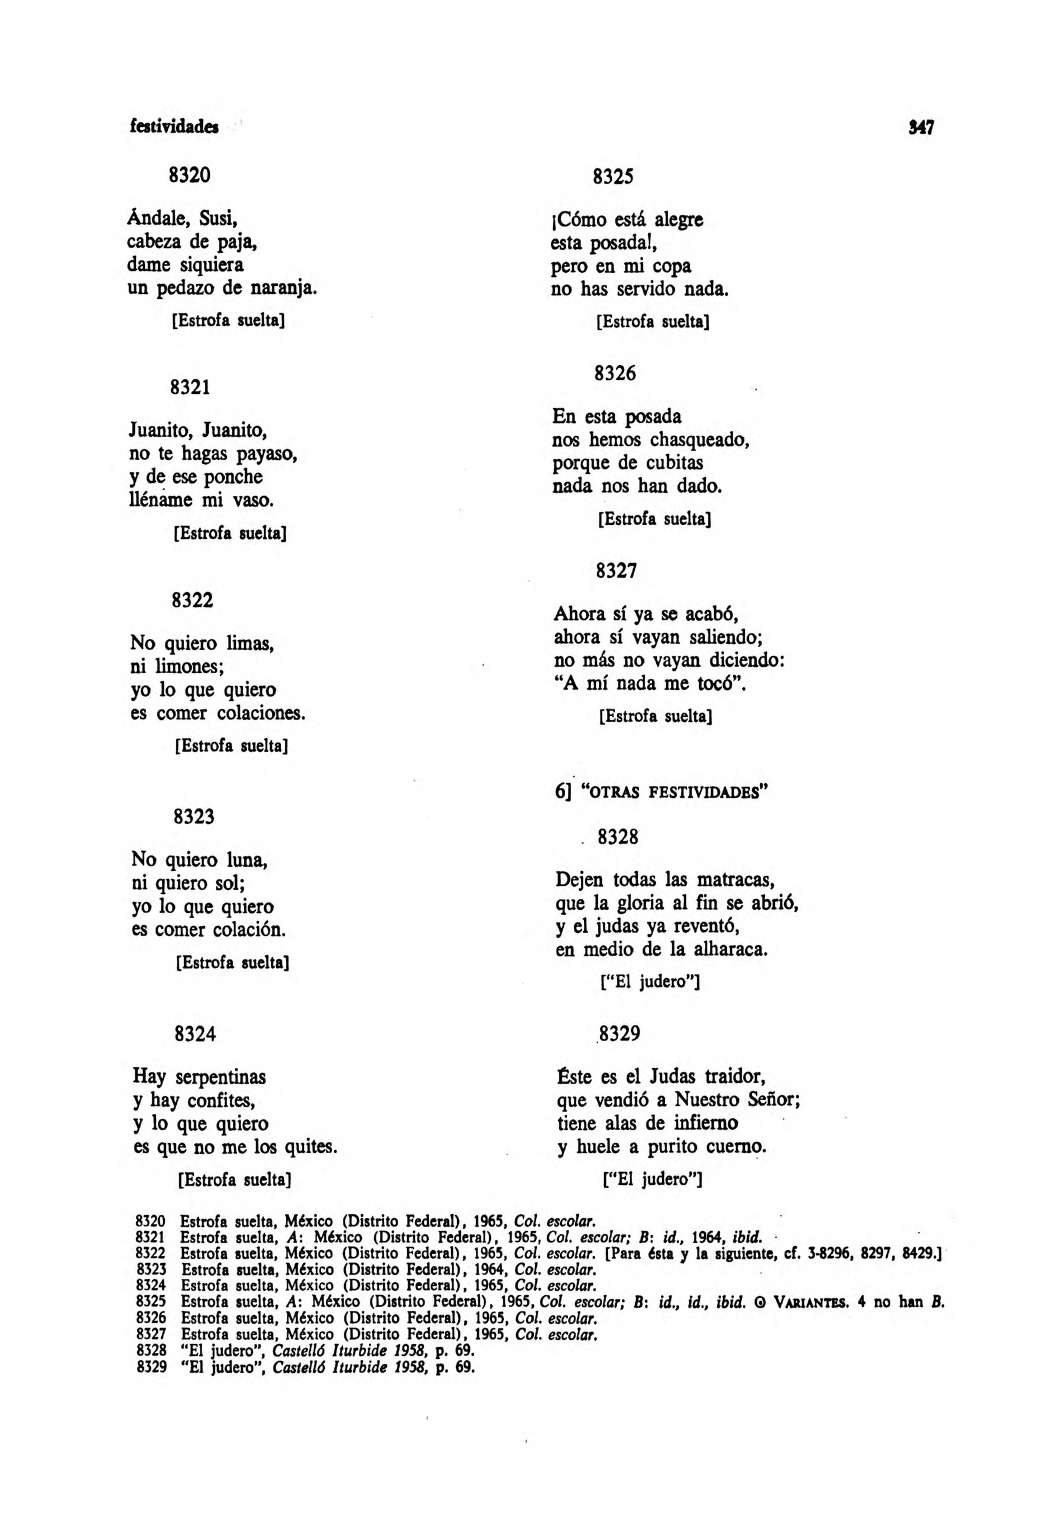 festividades 347
8320
Ándale, Susi,
cabeza de paja,
dame siquiera
un pedazo de naranja.
[Estrofa suelta]
8321
Juanito, Juanito,
no te hagas payaso,
y de ese ponche
lléname mi vaso.
[Estrofa suelta]
8322
No quiero limas,
ni limones;
yo lo que quiero
es comer colaciones.
[Estrofa suelta]
8323
No quiero luna,
ni quiero sol;
yo lo que quiero
es comer colación.
[Estrofa suelta]
8324
Hay serpentinas
y hay confites,
y lo que quiero
es que no me los quites.
[Estrofa suelta]
8325
¡Cómo está alegre
esta posada!,
pero en mi copa
no has servido nada.
[Estrofa suelta]
8326
En esta posada
nos hemos chasqueado,
porque de cubitas
nada nos han dado.
[Estrofa suelta]
8327
Ahora sí ya se acabó,
ahora sí vayan saliendo;
no más no vayan diciendo:
“A mí nada me tocó”.
[Estrofa suelta]
6] “OTRAS FESTIVIDADES”
8328
Dejen todas las matracas,
que la gloria al fin se abrió,
y el judas ya reventó,
en medio de la alharaca.
[“El judero”]
8329
Éste es el Judas traidor,
que vendió a Nuestro Señor;
tiene alas de infierno
y huele a purito cuerno.
[“El judero”]
8320 Estrofa suelta, México (Distrito Federal), 1965, Col. escolar.
8321 Estrofa suelta, A: México (Distrito Federal), 1965, Col. escolar; B: id., 1964, ibid.
8322 Estrofa suelta, México (Distrito Federal), 1965, Col. escolar. [Para ésta y la siguiente, cf. 3-8296, 8297, 8429.]
8323 Estrofa suelta, México (Distrito Federal), 1964, Col. escolar.
8324 Estrofa suelta, México (Distrito Federal), 1965, Col. escolar.
8325 Estrofa suelta, A: México (Distrito Federal), 1965, Col. escolar; B: id., id., ibid. ⊙ VARIANTES. 4 no han B.
8326 Estrofa suelta, México (Distrito Federal), 1965, Col. escolar.
8327 Estrofa suelta, México (Distrito Federal), 1965, Col. escolar.
8328 “El judero”, Castelló Iturbide 1958, p. 69.
8329 “El judero”, Castelló Iturbide 1958, p. 69.